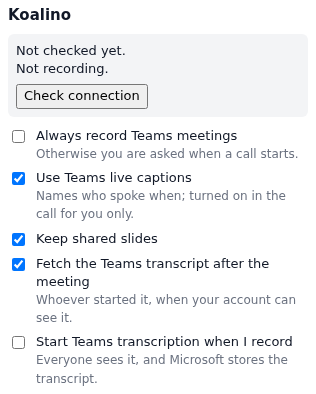 Koalino
Not checked yet.
Not recording.
Check connection
Always record Teams meetings
Otherwise you are asked when a call starts.
Use Teams live captions
Names who spoke when; turned on in the
call for you only.
Keep shared slides
Fetch the Teams transcript after the
meeting
Whoever started it, when your account can
see it.
Start Teams transcription when I record
Everyone sees it, and Microsoft stores the
transcript.